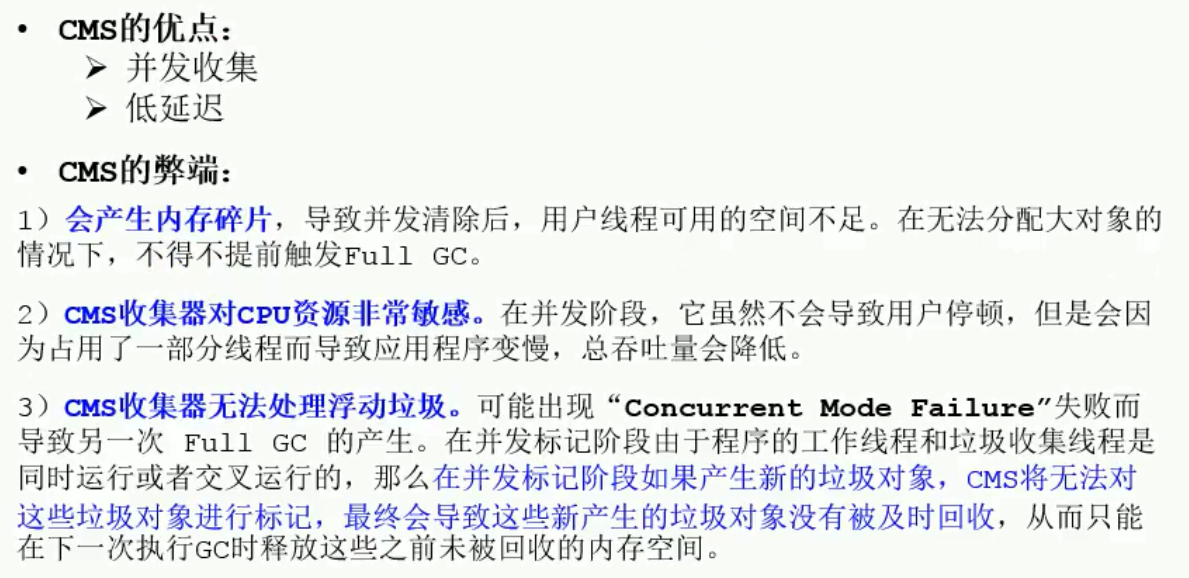 • CMS的优点：
➢ 并发收集
➢ 低延迟
• CMS的弊端：
1）会产生内存碎片，导致并发清除后，用户线程可用的空间不足。在无法分配大对象的
情况下，不得不提前触发Full GC。
2）CMS收集器对CPU资源非常敏感。在并发阶段，它虽然不会导致用户停顿，但是会因
为占用了一部分线程而导致应用程序变慢，总吞吐量会降低。
3）CMS收集器无法处理浮动垃圾。可能出现“Concurrent Mode Failure”失败而
导致另一次 Full GC 的产生。在并发标记阶段由于程序的工作线程和垃圾收集线程是
同时运行或者交叉运行的，那么在并发标记阶段如果产生新的垃圾对象，CMS将无法对
这些垃圾对象进行标记，最终会导致这些新产生的垃圾对象没有被及时回收，从而只能
在下一次执行GC时释放这些之前未被回收的内存空间。